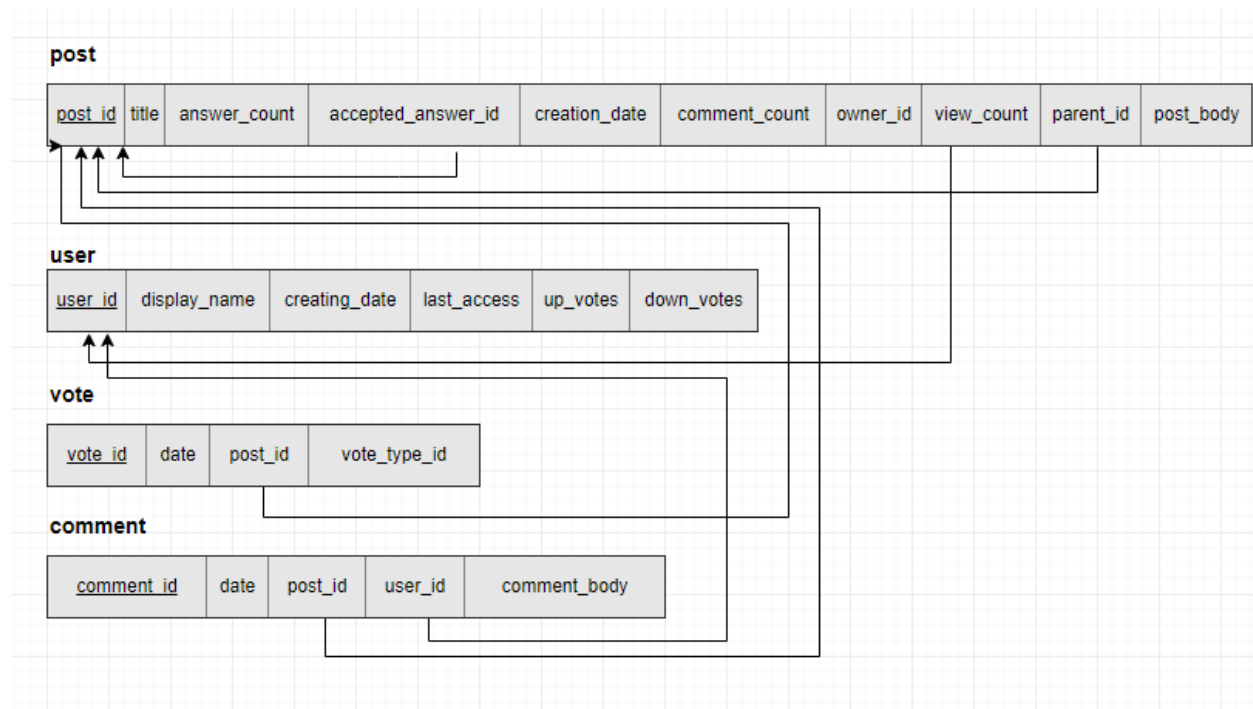 post
post_id title answer_count accepted_answer_id creation_date comment_count owner_id view_count parent_id post_body
user
user_id display_name creating_date last_access up_votes down_votes
vote
vote_id date post_id vote_type_id
comment
comment_id date post_id user_id comment_body